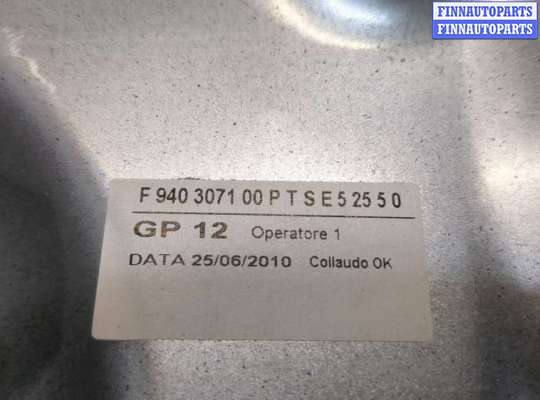 FINNAUTOPARTS
FINNAUTOPARTS
F 940 3071 00 P T S E 5 25 5 0
GP 12 Operatore 1
DATA 25/06/2010 Collaudo OK